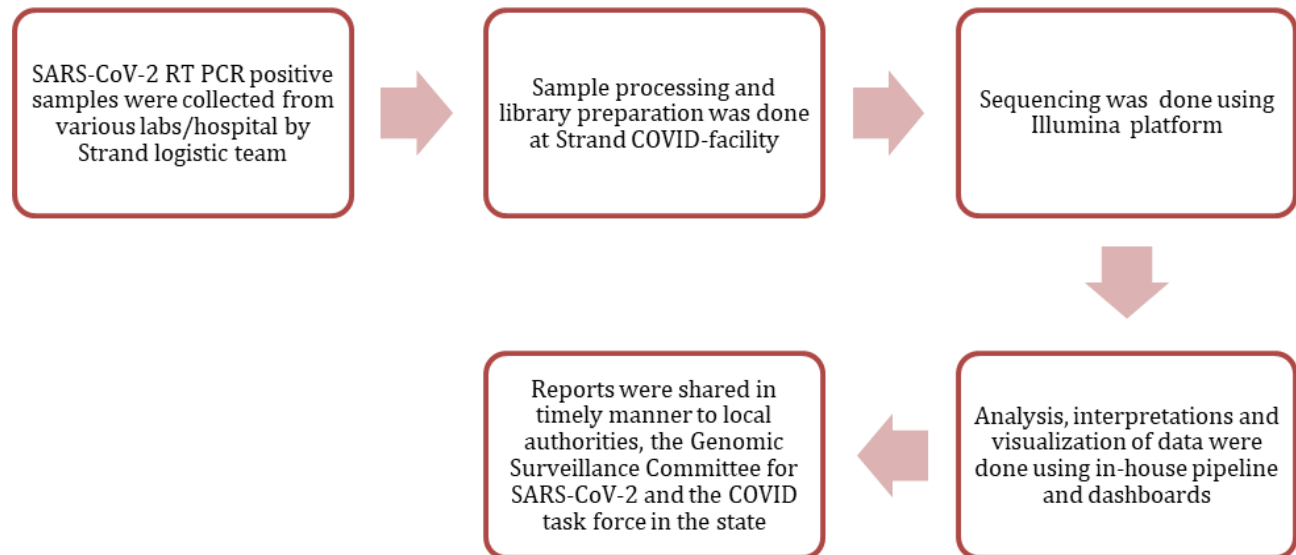 SARS-CoV-2 RT PCR positive
samples were collected from
various labs/hospital by
Strand logistic team
Sample processing and
library preparation was done
at Strand COVID-facility
Sequencing was done using
Illumina platform
Analysis, interpretations and
visualization of data were
done using in-house pipeline
and dashboards
Reports were shared in
timely manner to local
authorities, the Genomic
Surveillance Committee for
SARS-CoV-2 and the COVID
task force in the state